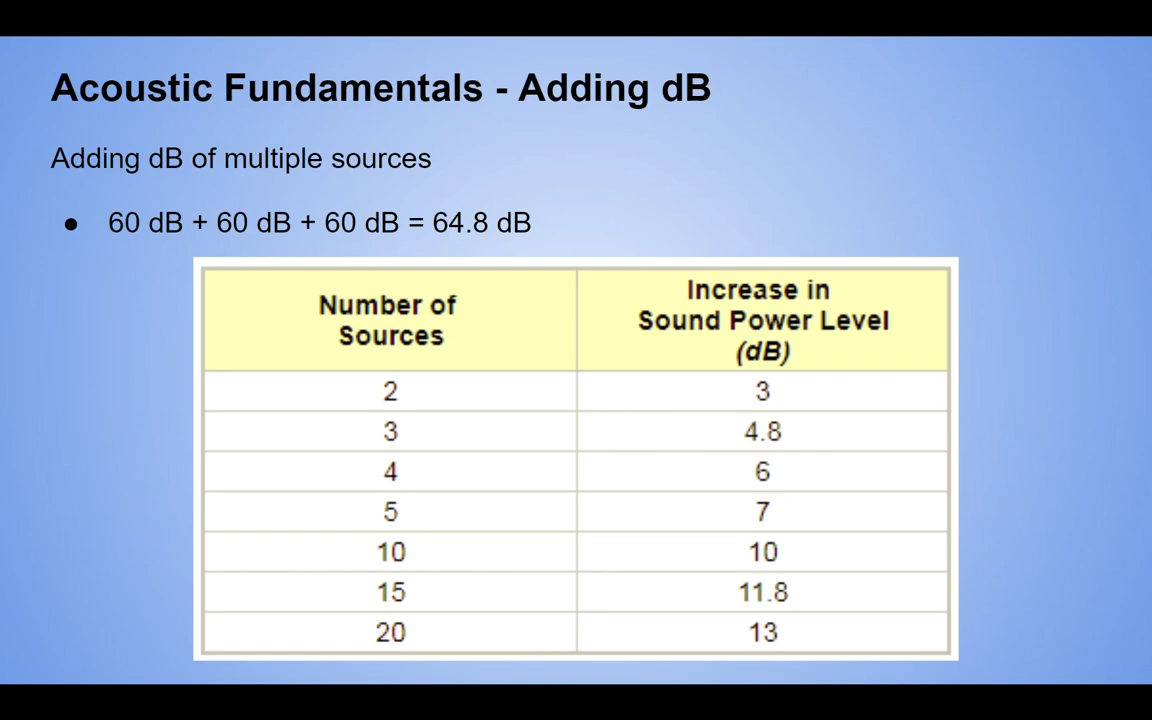 Acoustic Fundamentals - Adding dB
Adding dB of multiple sources
● 60 dB + 60 dB + 60 dB = 64.8 dB
Number of Sources Increase in Sound Power Level (dB)
2 3
3 4.8
4 6
5 7
10 10
15 11.8
20 13